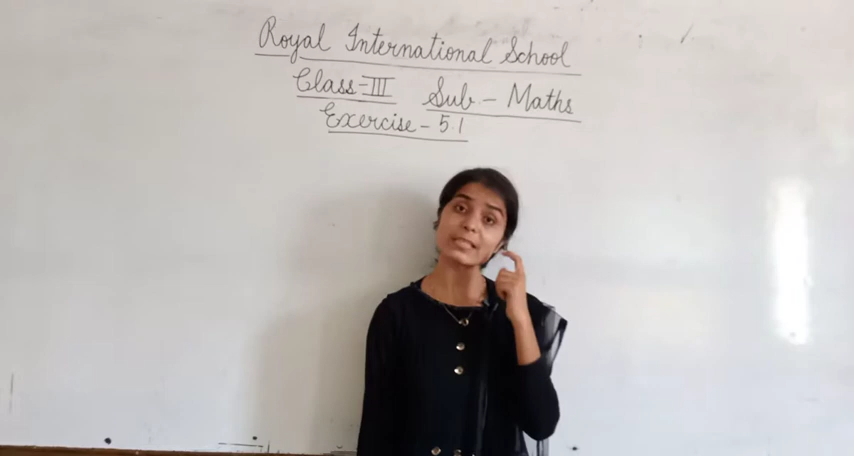 Royal International School
Class-III Sub - Maths
Exercise - 5.1